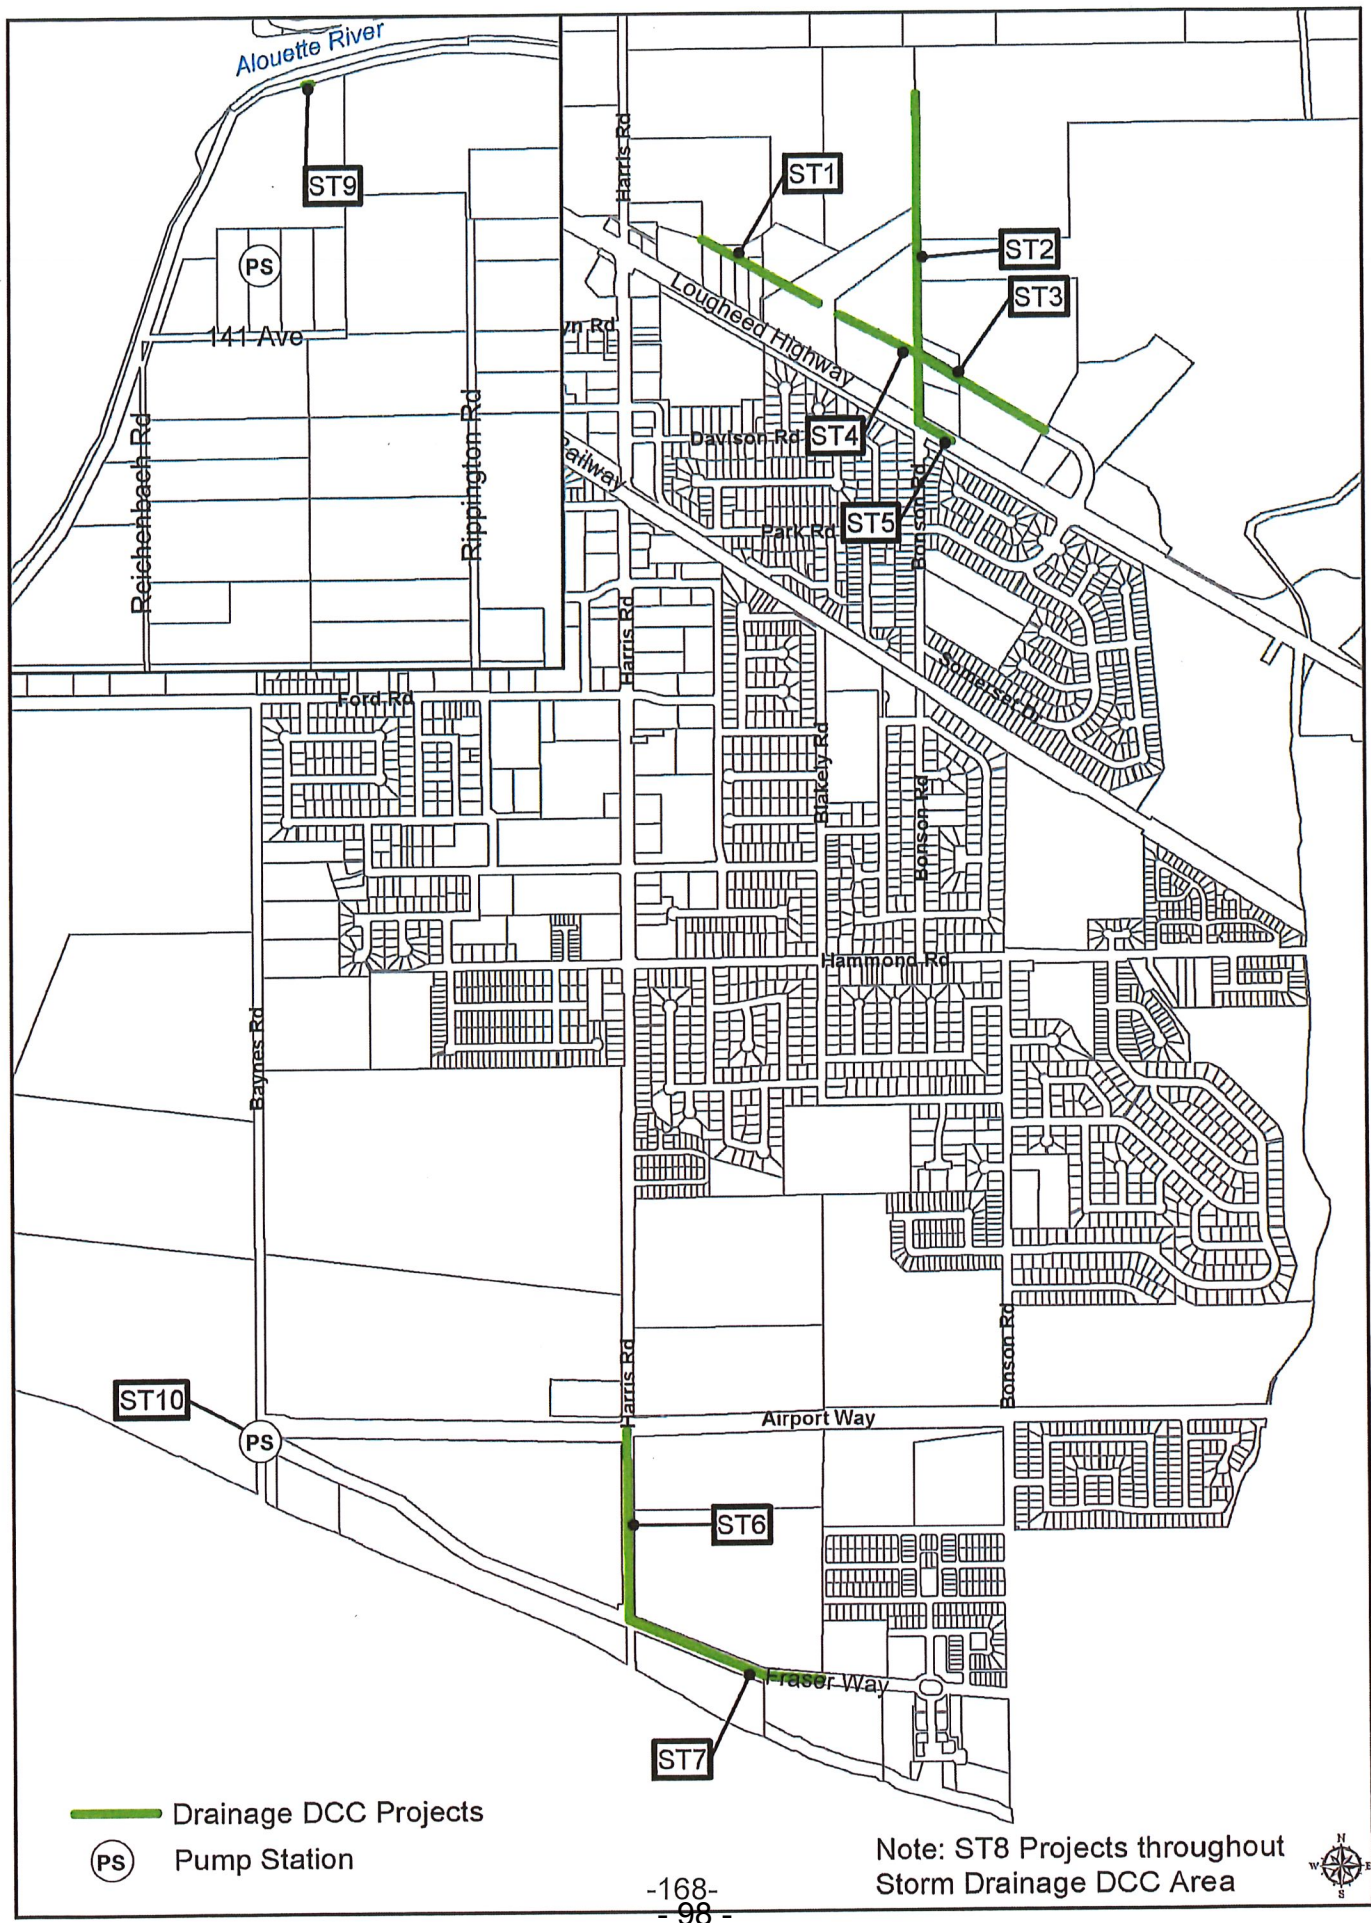 Alouette River
ST9
PS
141 Ave
Reichenbach Rd
Rippington Rd
Harris Rd
ST1
ST2
ST3
Lougheed Highway
yn Rd
Davison Rd
ST4
Railway
ST5
Park Rd
Bonson Rd
Harris Rd
Somerset Dr
Ford Rd
Blakely Rd
Bonson Rd
Hammond Rd
Baynes Rd
Harris Rd
Bonson Rd
ST10
PS
Airport Way
ST6
Fraser Way
ST7
Drainage DCC Projects
PS Pump Station
Note: ST8 Projects throughout
Storm Drainage DCC Area
N
W E
S
-168-
- 98 -